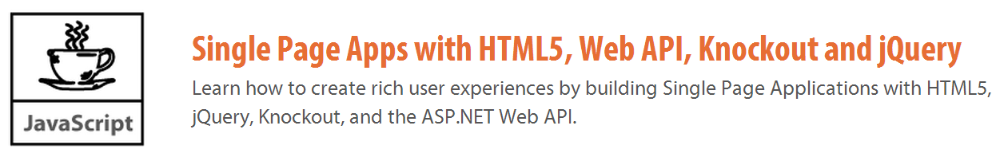 Single Page Apps with HTML5, Web API, Knockout and jQuery
Learn how to create rich user experiences by building Single Page Applications with HTML5,
jQuery, Knockout, and the ASP.NET Web API.
JavaScript